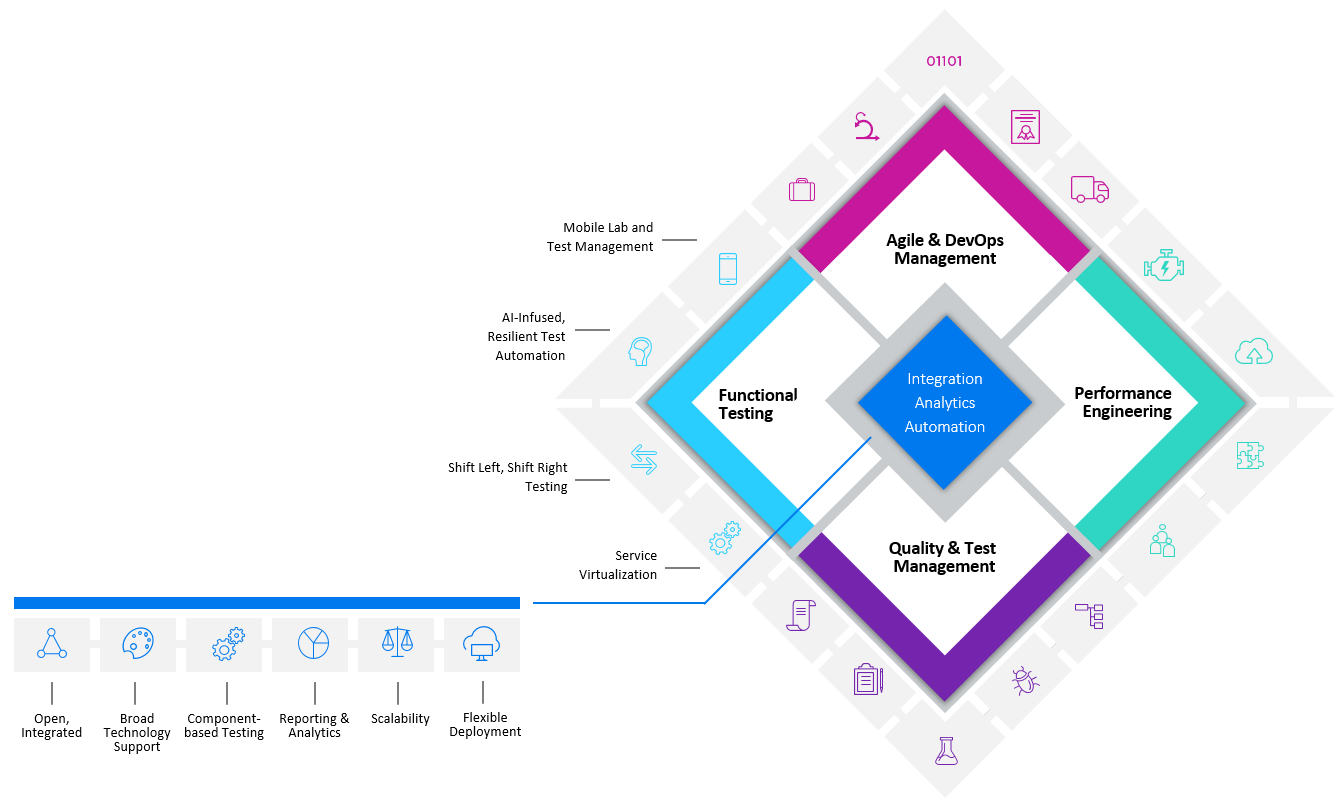 01101
Mobile Lab and
Test Management
Agile & DevOps
Management
AI-Infused,
Resilient Test
Automation
Functional
Testing
Integration
Analytics
Automation
Performance
Engineering
Shift Left, Shift Right
Testing
Service
Virtualization
Quality & Test
Management
Open,
Integrated
Broad
Technology
Support
Component-
based Testing
Reporting &
Analytics
Scalability
Flexible
Deployment